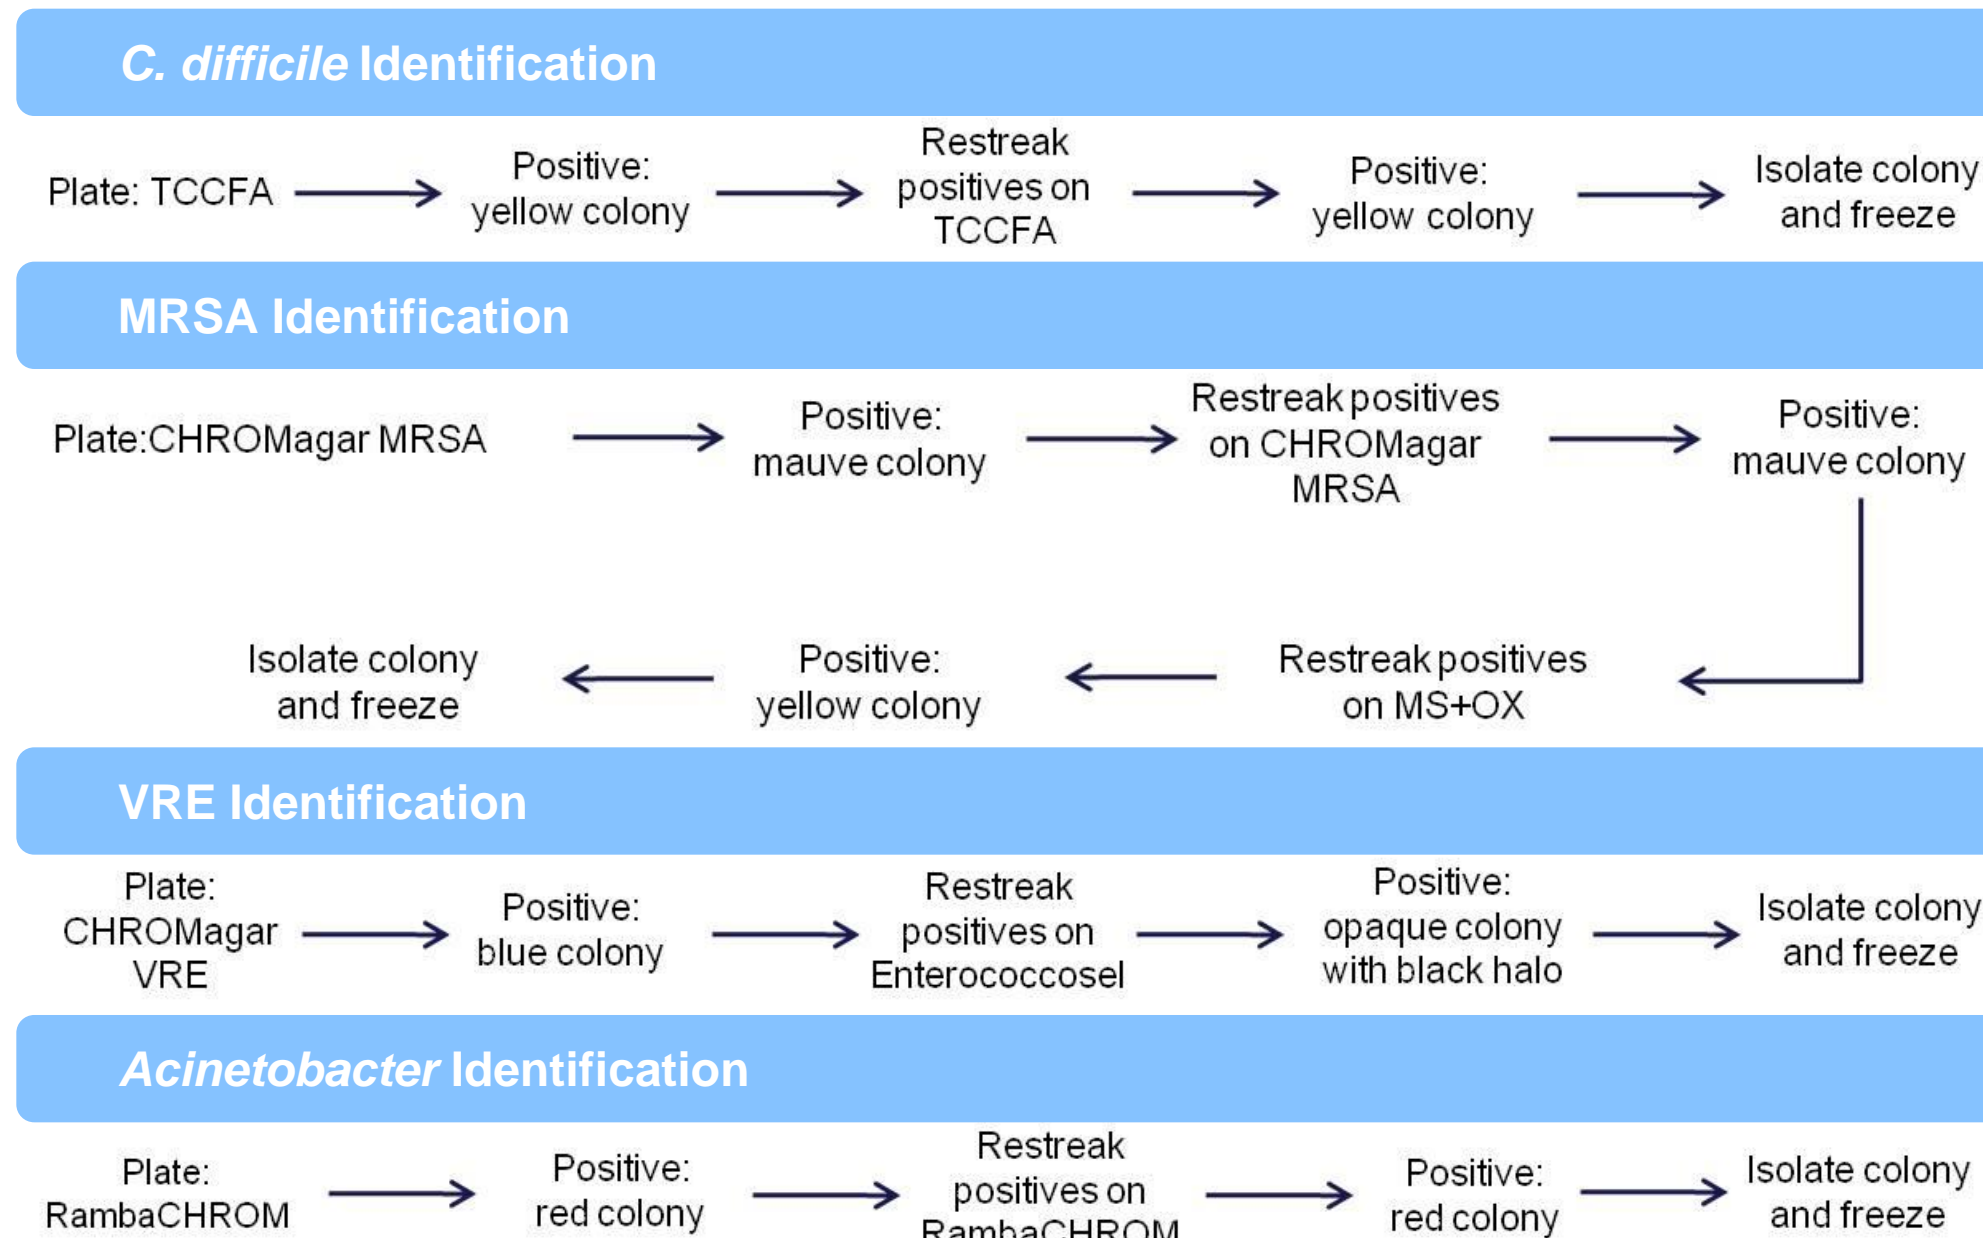 C. difficile Identification
Plate: TCCFA
Positive:
yellow colony
Restreak
positives on
TCCFA
Positive:
yellow colony
Isolate colony
and freeze
MRSA Identification
Plate:CHROMagar MRSA
Positive:
mauve colony
Restreak positives
on CHROMagar
MRSA
Positive:
mauve colony
Restreak positives
on MS+OX
Positive:
yellow colony
Isolate colony
and freeze
VRE Identification
Plate:
CHROMagar
VRE
Positive:
blue colony
Restreak
positives on
Enterococcosel
Positive:
opaque colony
with black halo
Isolate colony
and freeze
Acinetobacter Identification
Plate:
RambaCHROM
Positive:
red colony
Restreak
positives on
RambaCHROM
Positive:
red colony
Isolate colony
and freeze